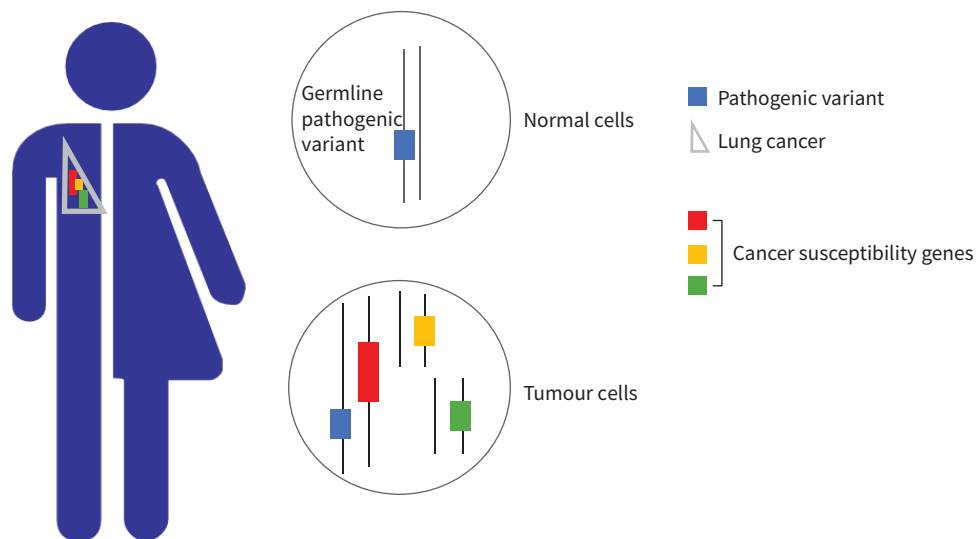 Germline
pathogenic
variant
Normal cells
Tumour cells
Pathogenic variant
Lung cancer
Cancer susceptibility genes